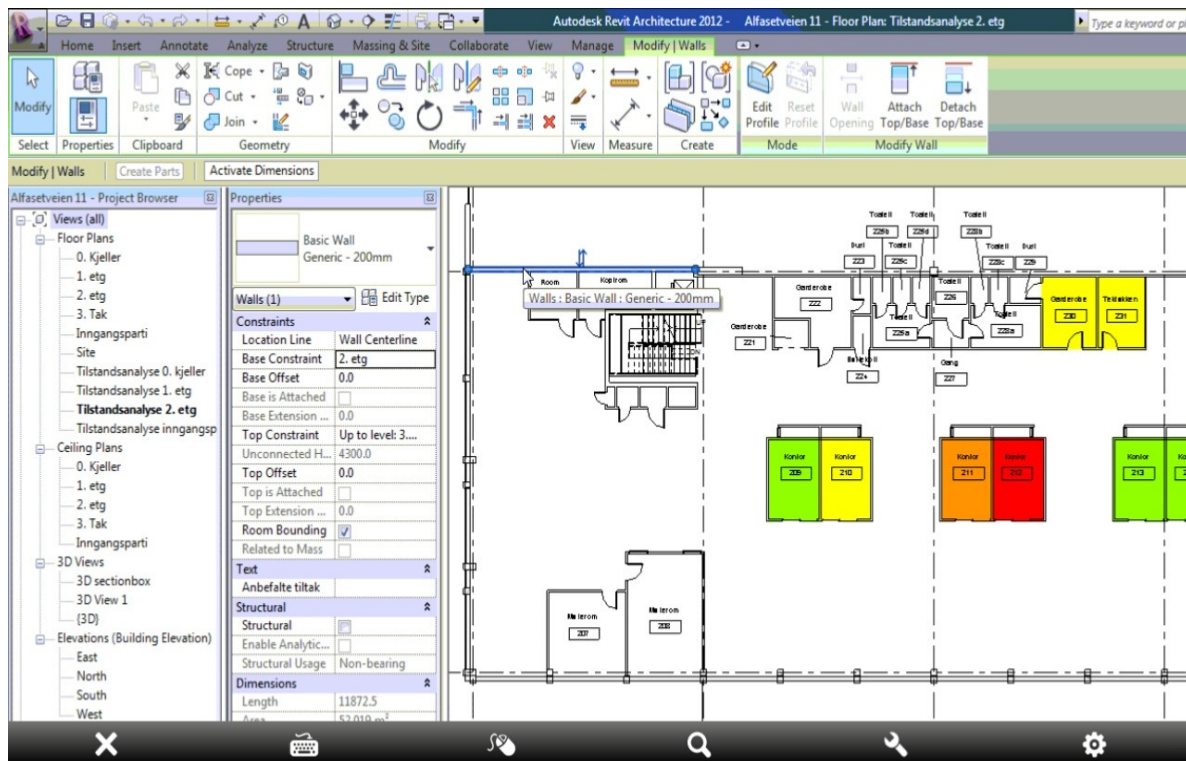 Autodesk Revit Architecture 2012 - Alfasetveien 11 - Floor Plan: Tilstandsanalyse 2. etg
Type a keyword or
Home Insert Annotate Analyze Structure Massing & Site Collaborate View Manage Modify | Walls
Modify Paste Cope Cut Join Edit Profile Reset Profile Wall Opening Attach Top/Base Detach Top/Base
Select Properties Clipboard Geometry Modify View Measure Create Mode Modify Wall
Modify | Walls Create Parts Activate Dimensions
Alfasetveien 11 - Project Browser
Views (all)
Floor Plans
0. Kjeller
1. etg
2. etg
3. Tak
Inngangsparti
Site
Tilstandsanalyse 0. kjeller
Tilstandsanalyse 1. etg
Tilstandsanalyse 2. etg
Tilstandsanalyse inngangsp
Ceiling Plans
0. Kjeller
1. etg
2. etg
3. Tak
Inngangsparti
3D Views
3D sectionbox
3D View 1
{3D}
Elevations (Building Elevation)
East
North
South
West
Properties
Basic Wall
Generic - 200mm
Walls (1) Edit Type
Constraints
Location Line Wall Centerline
Base Constraint 2. etg
Base Offset 0.0
Base is Attached
Base Extension ... 0.0
Top Constraint Up to level: 3....
Unconnected H... 4300.0
Top Offset 0.0
Top is Attached
Top Extension ... 0.0
Room Bounding
Related to Mass
Text
Anbefalte tiltak
Structural
Structural
Enable Analytic...
Structural Usage Non-bearing
Dimensions
Length 11872.5
Area 52.019 m²
Room
Walls : Basic Wall : Generic - 200mm
Garderobe
222
Garderobe
221
223
229
226
224
Gang
227
Garderobe
230
231
Kontor
209
Kontor
210
Kontor
211
Kontor
212
Kontor
213
Møterom
207
Møterom
208